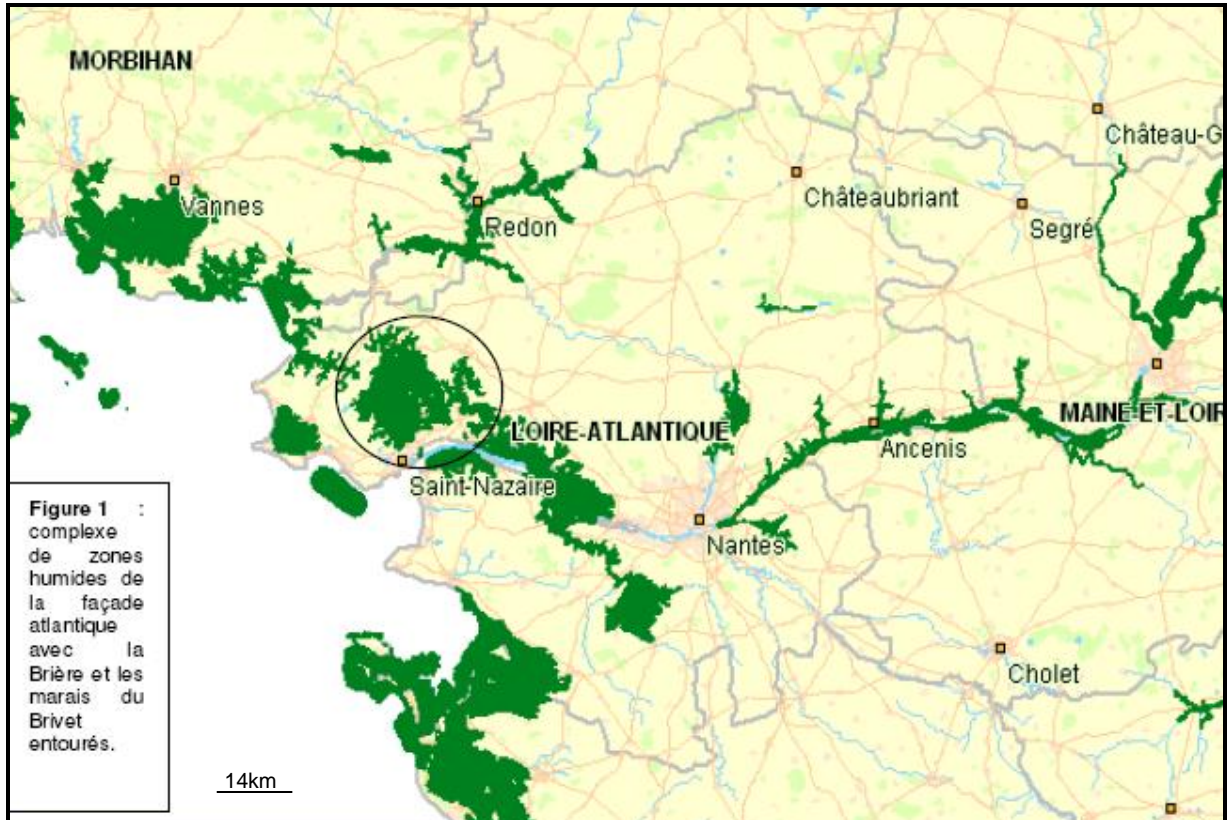 MORBIHAN
Château-G
Vannes
Châteaubriant
Redon
Segré
LOIRE-ATLANTIQUE
MAINE-ET-LOIR
Ancenis
Saint-Nazaire
Nantes
Cholet
Figure 1 :
complexe
de zones
humides de
la façade
atlantique
avec la
Brière et les
marais du
Brivet
entourés.
14km